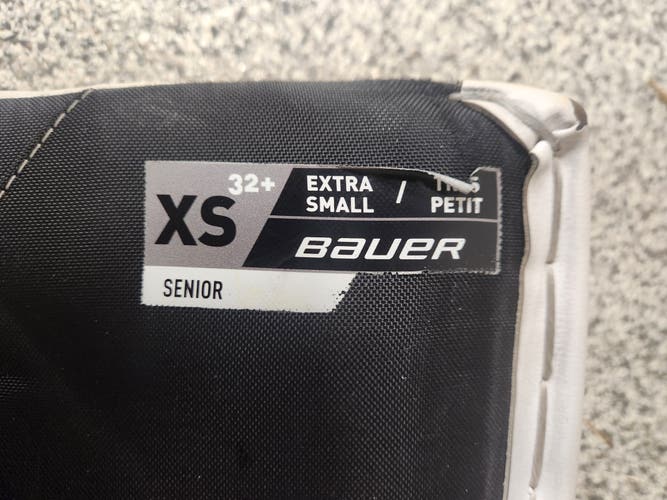 XS 32+
EXTRA SMALL /
PETIT
BAUER
SENIOR